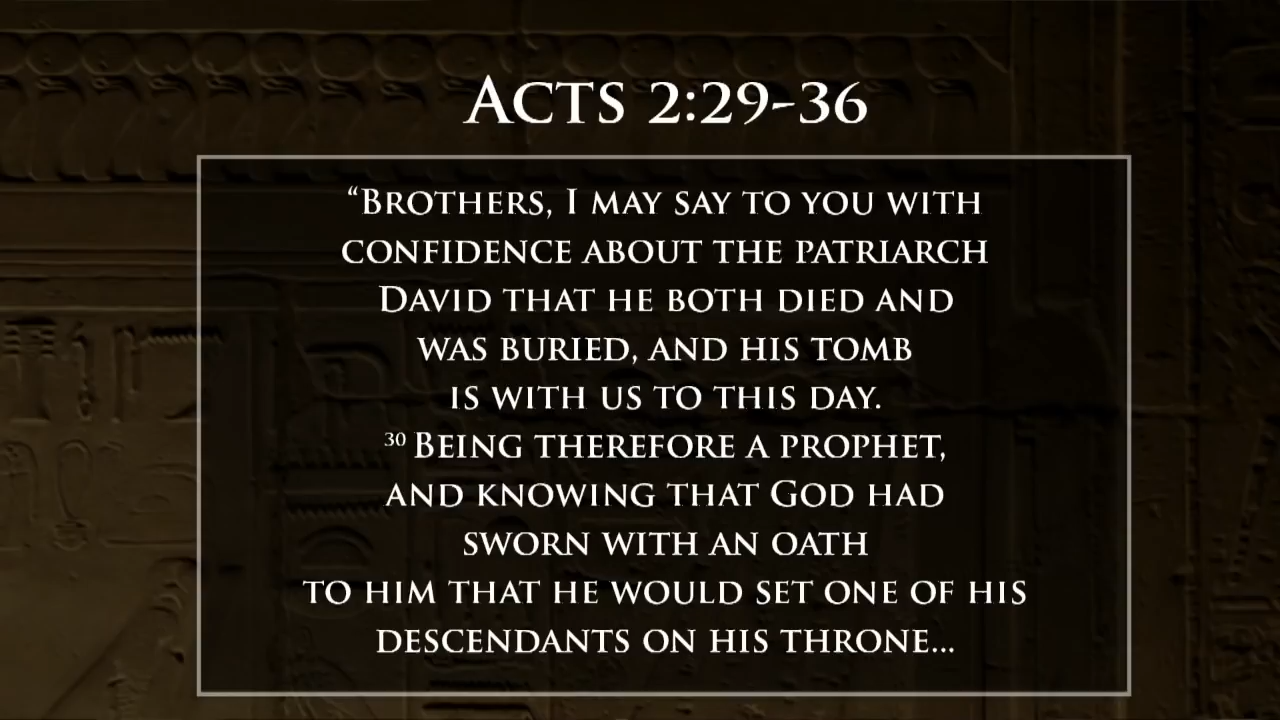 ACTS 2:29-36
“BROTHERS, I MAY SAY TO YOU WITH
CONFIDENCE ABOUT THE PATRIARCH
DAVID THAT HE BOTH DIED AND
WAS BURIED, AND HIS TOMB
IS WITH US TO THIS DAY.
30 BEING THEREFORE A PROPHET,
AND KNOWING THAT GOD HAD
SWORN WITH AN OATH
TO HIM THAT HE WOULD SET ONE OF HIS
DESCENDANTS ON HIS THRONE...